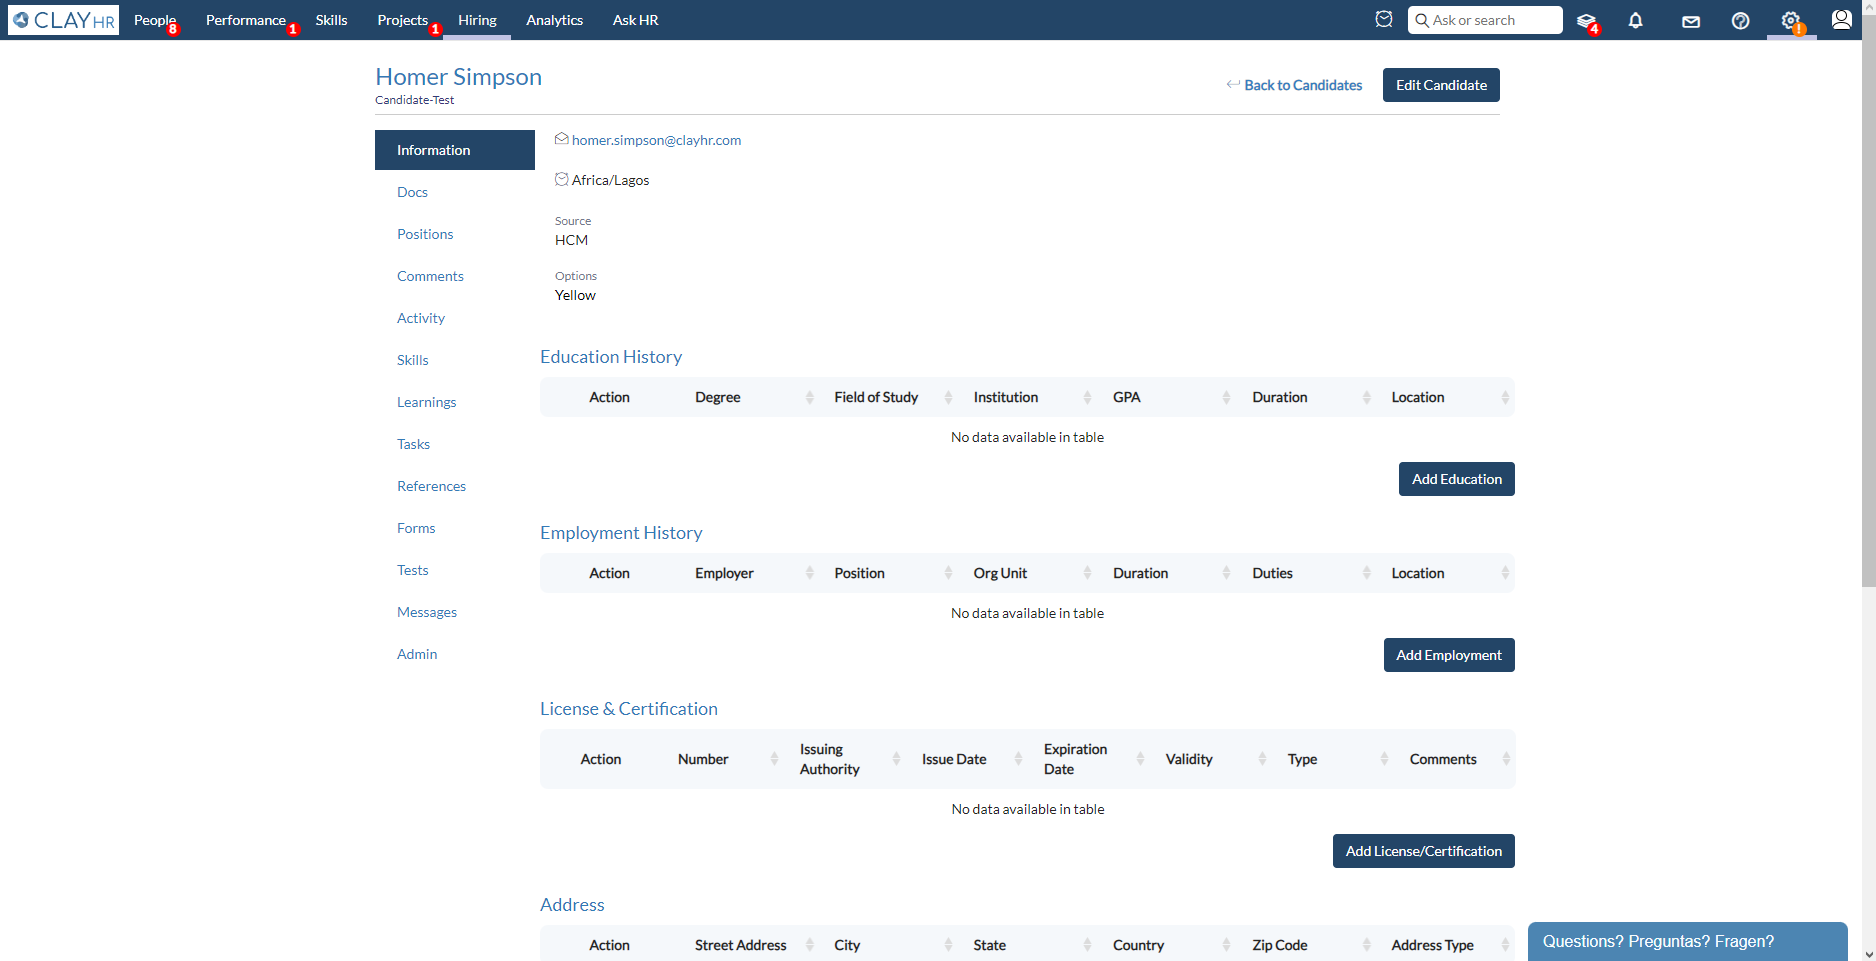 CLAY HR People 8 Performance 1 Skills Projects 1 Hiring Analytics Ask HR Ask or search 4 !
Homer Simpson
Candidate-Test
Back to Candidates Edit Candidate
Information
Docs
Positions
Comments
Activity
Skills
Learnings
Tasks
References
Forms
Tests
Messages
Admin
homer.simpson@clayhr.com
Africa/Lagos
Source
HCM
Options
Yellow
Education History
Action Degree Field of Study Institution GPA Duration Location
No data available in table
Add Education
Employment History
Action Employer Position Org Unit Duration Duties Location
No data available in table
Add Employment
License & Certification
Action Number Issuing Authority Issue Date Expiration Date Validity Type Comments
No data available in table
Add License/Certification
Address
Action Street Address City State Country Zip Code Address Type
Questions? Preguntas? Fragen?